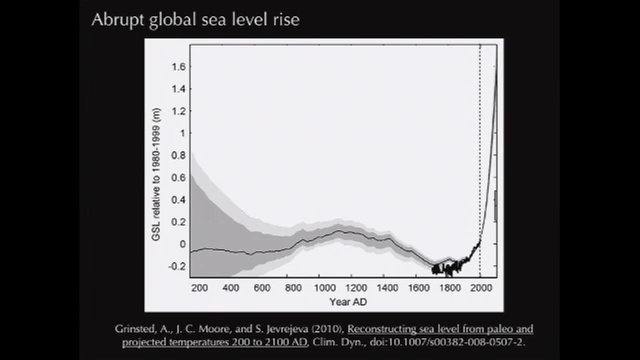 Abrupt global sea level rise
GSL relative to 1980-1999 (m)
1.6
1.4
1.2
1
0.8
0.6
0.4
0.2
0
-0.2
200 400 600 800 1000 1200 1400 1600 1800 2000
Year AD
Grinsted, A., J. C. Moore, and S. Jevrejeva (2010), Reconstructing sea level from paleo and
projected temperatures 200 to 2100 AD, Clim. Dyn., doi:10.1007/s00382-008-0507-2.